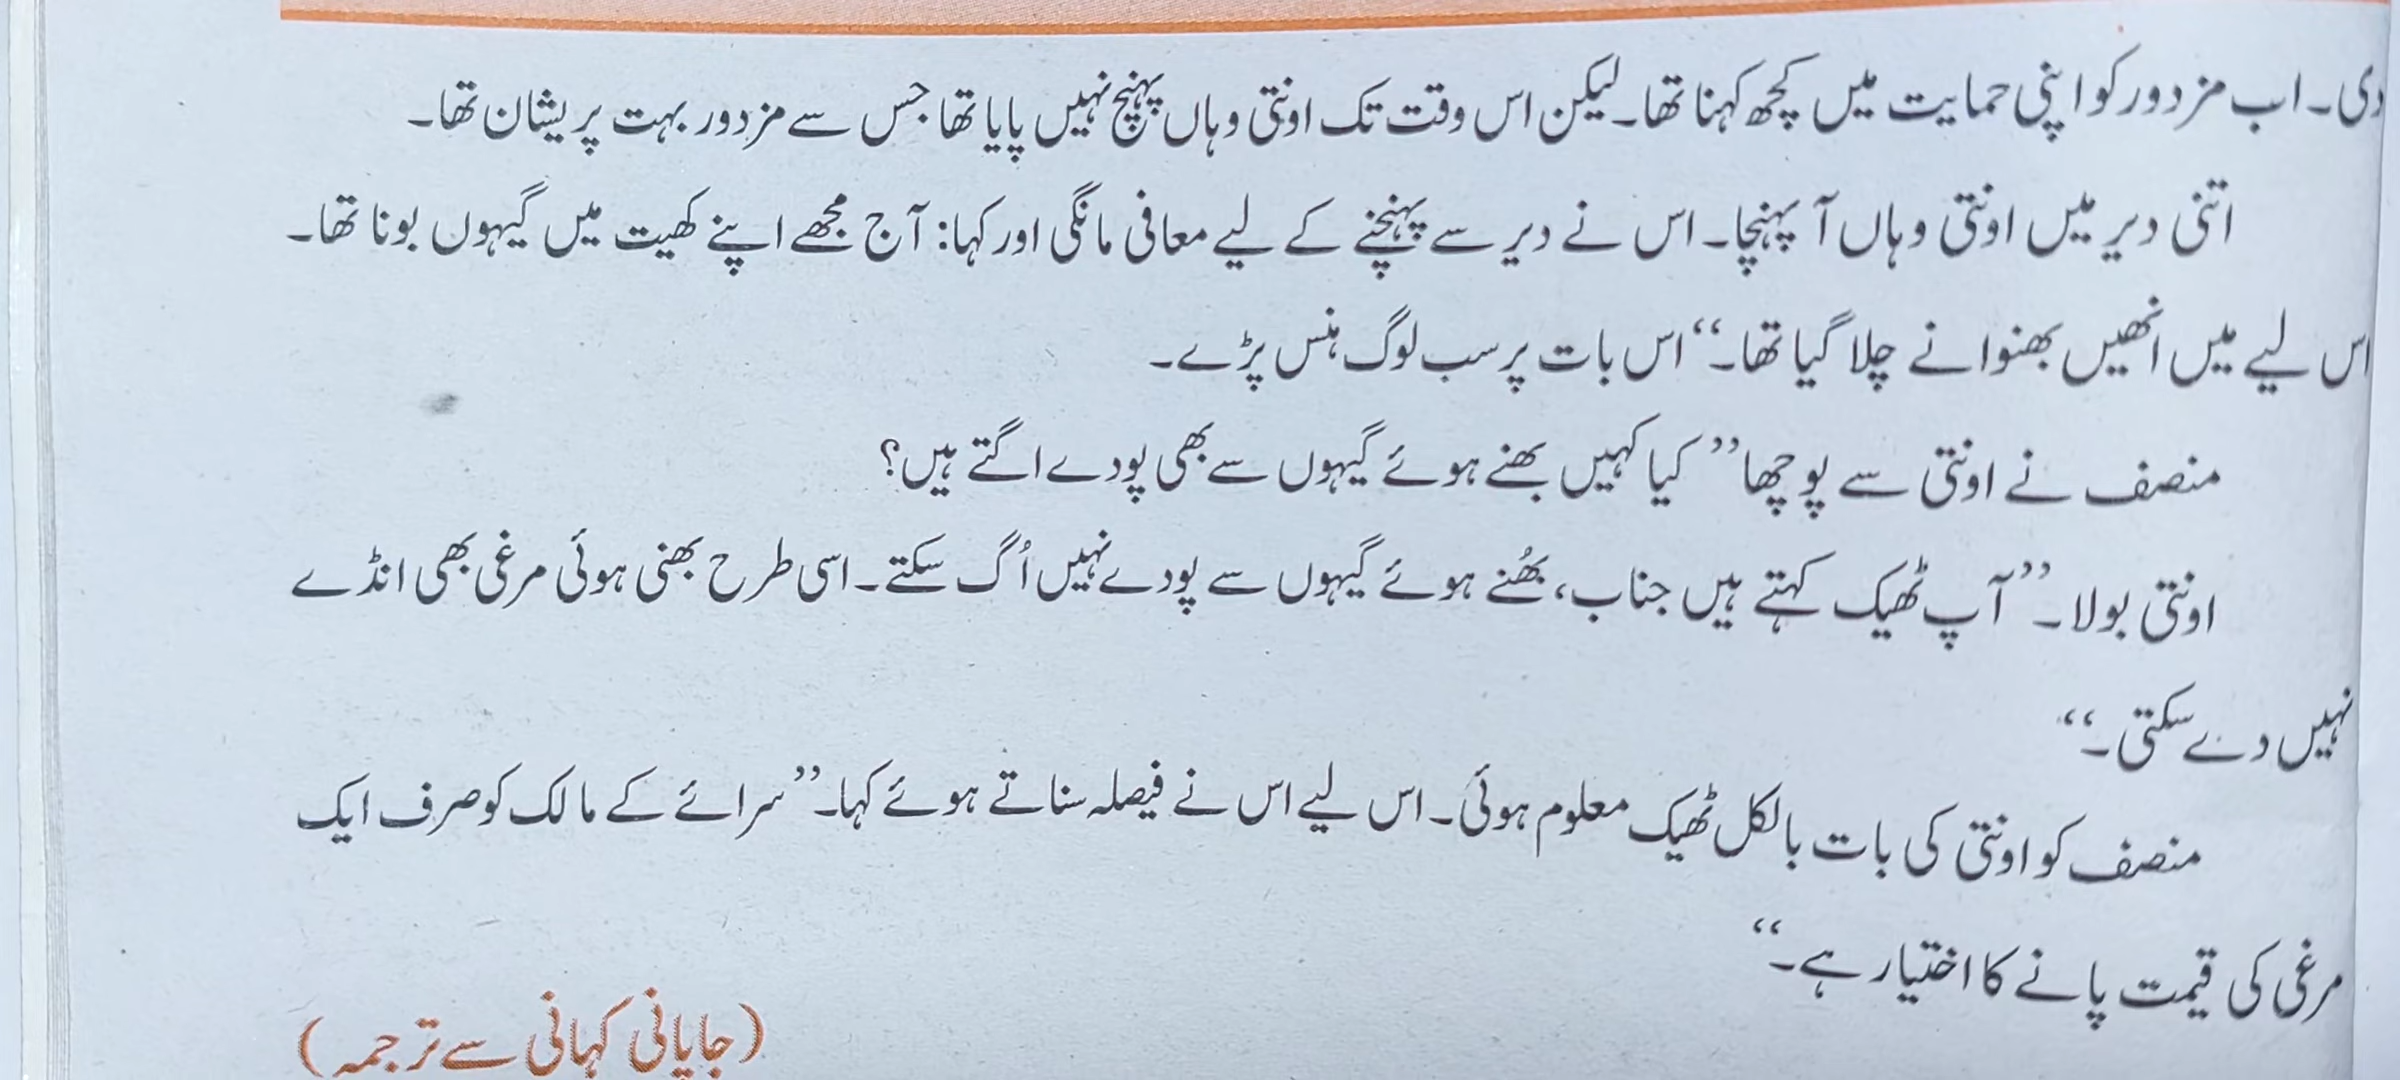 دی۔ اب مزدور کو اپنی حمایت میں کچھ کہنا تھا۔ لیکن اس وقت تک اونتی وہاں پہنچ نہیں پایا تھا جس سے مزدور بہت پریشان تھا۔
اتنی دیر میں اونتی وہاں آ پہنچا۔ اس نے دیر سے پہنچنے کے لیے معافی مانگی اور کہا: آج مجھے اپنے کھیت میں گیہوں بونا تھا۔
اس لیے میں انھیں بھنوانے چلا گیا تھا۔“ اس بات پر سب لوگ ہنس پڑے۔
منصف نے اونتی سے پوچھا ”کیا کہیں بھنے ہوئے گیہوں سے بھی پودے اگتے ہیں؟
اونتی بولا۔ ”آپ ٹھیک کہتے ہیں جناب، بھُنے ہوئے گیہوں سے پودے نہیں اُگ سکتے۔ اسی طرح بھنی ہوئی مرغی بھی انڈے
نہیں دے سکتی۔“
منصف کو اونتی کی بات بالکل ٹھیک معلوم ہوئی۔ اس لیے اس نے فیصلہ سناتے ہوئے کہا۔ ”سرائے کے مالک کو صرف ایک
مرغی کی قیمت پانے کا اختیار ہے۔“
(جاپانی کہانی سے ترجمہ)